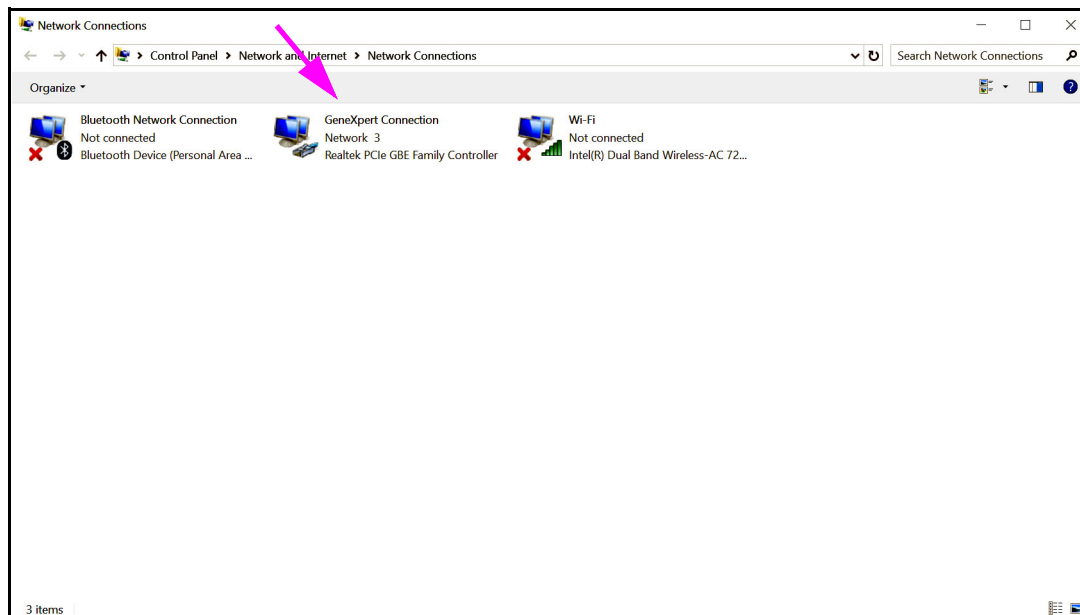 Network Connections
Control Panel > Network and Internet > Network Connections
Search Network Connections
Organize
Bluetooth Network Connection
Not connected
Bluetooth Device (Personal Area ...
GeneXpert Connection
Network 3
Realtek PCIe GBE Family Controller
Wi-Fi
Not connected
Intel(R) Dual Band Wireless-AC 72...
3 items